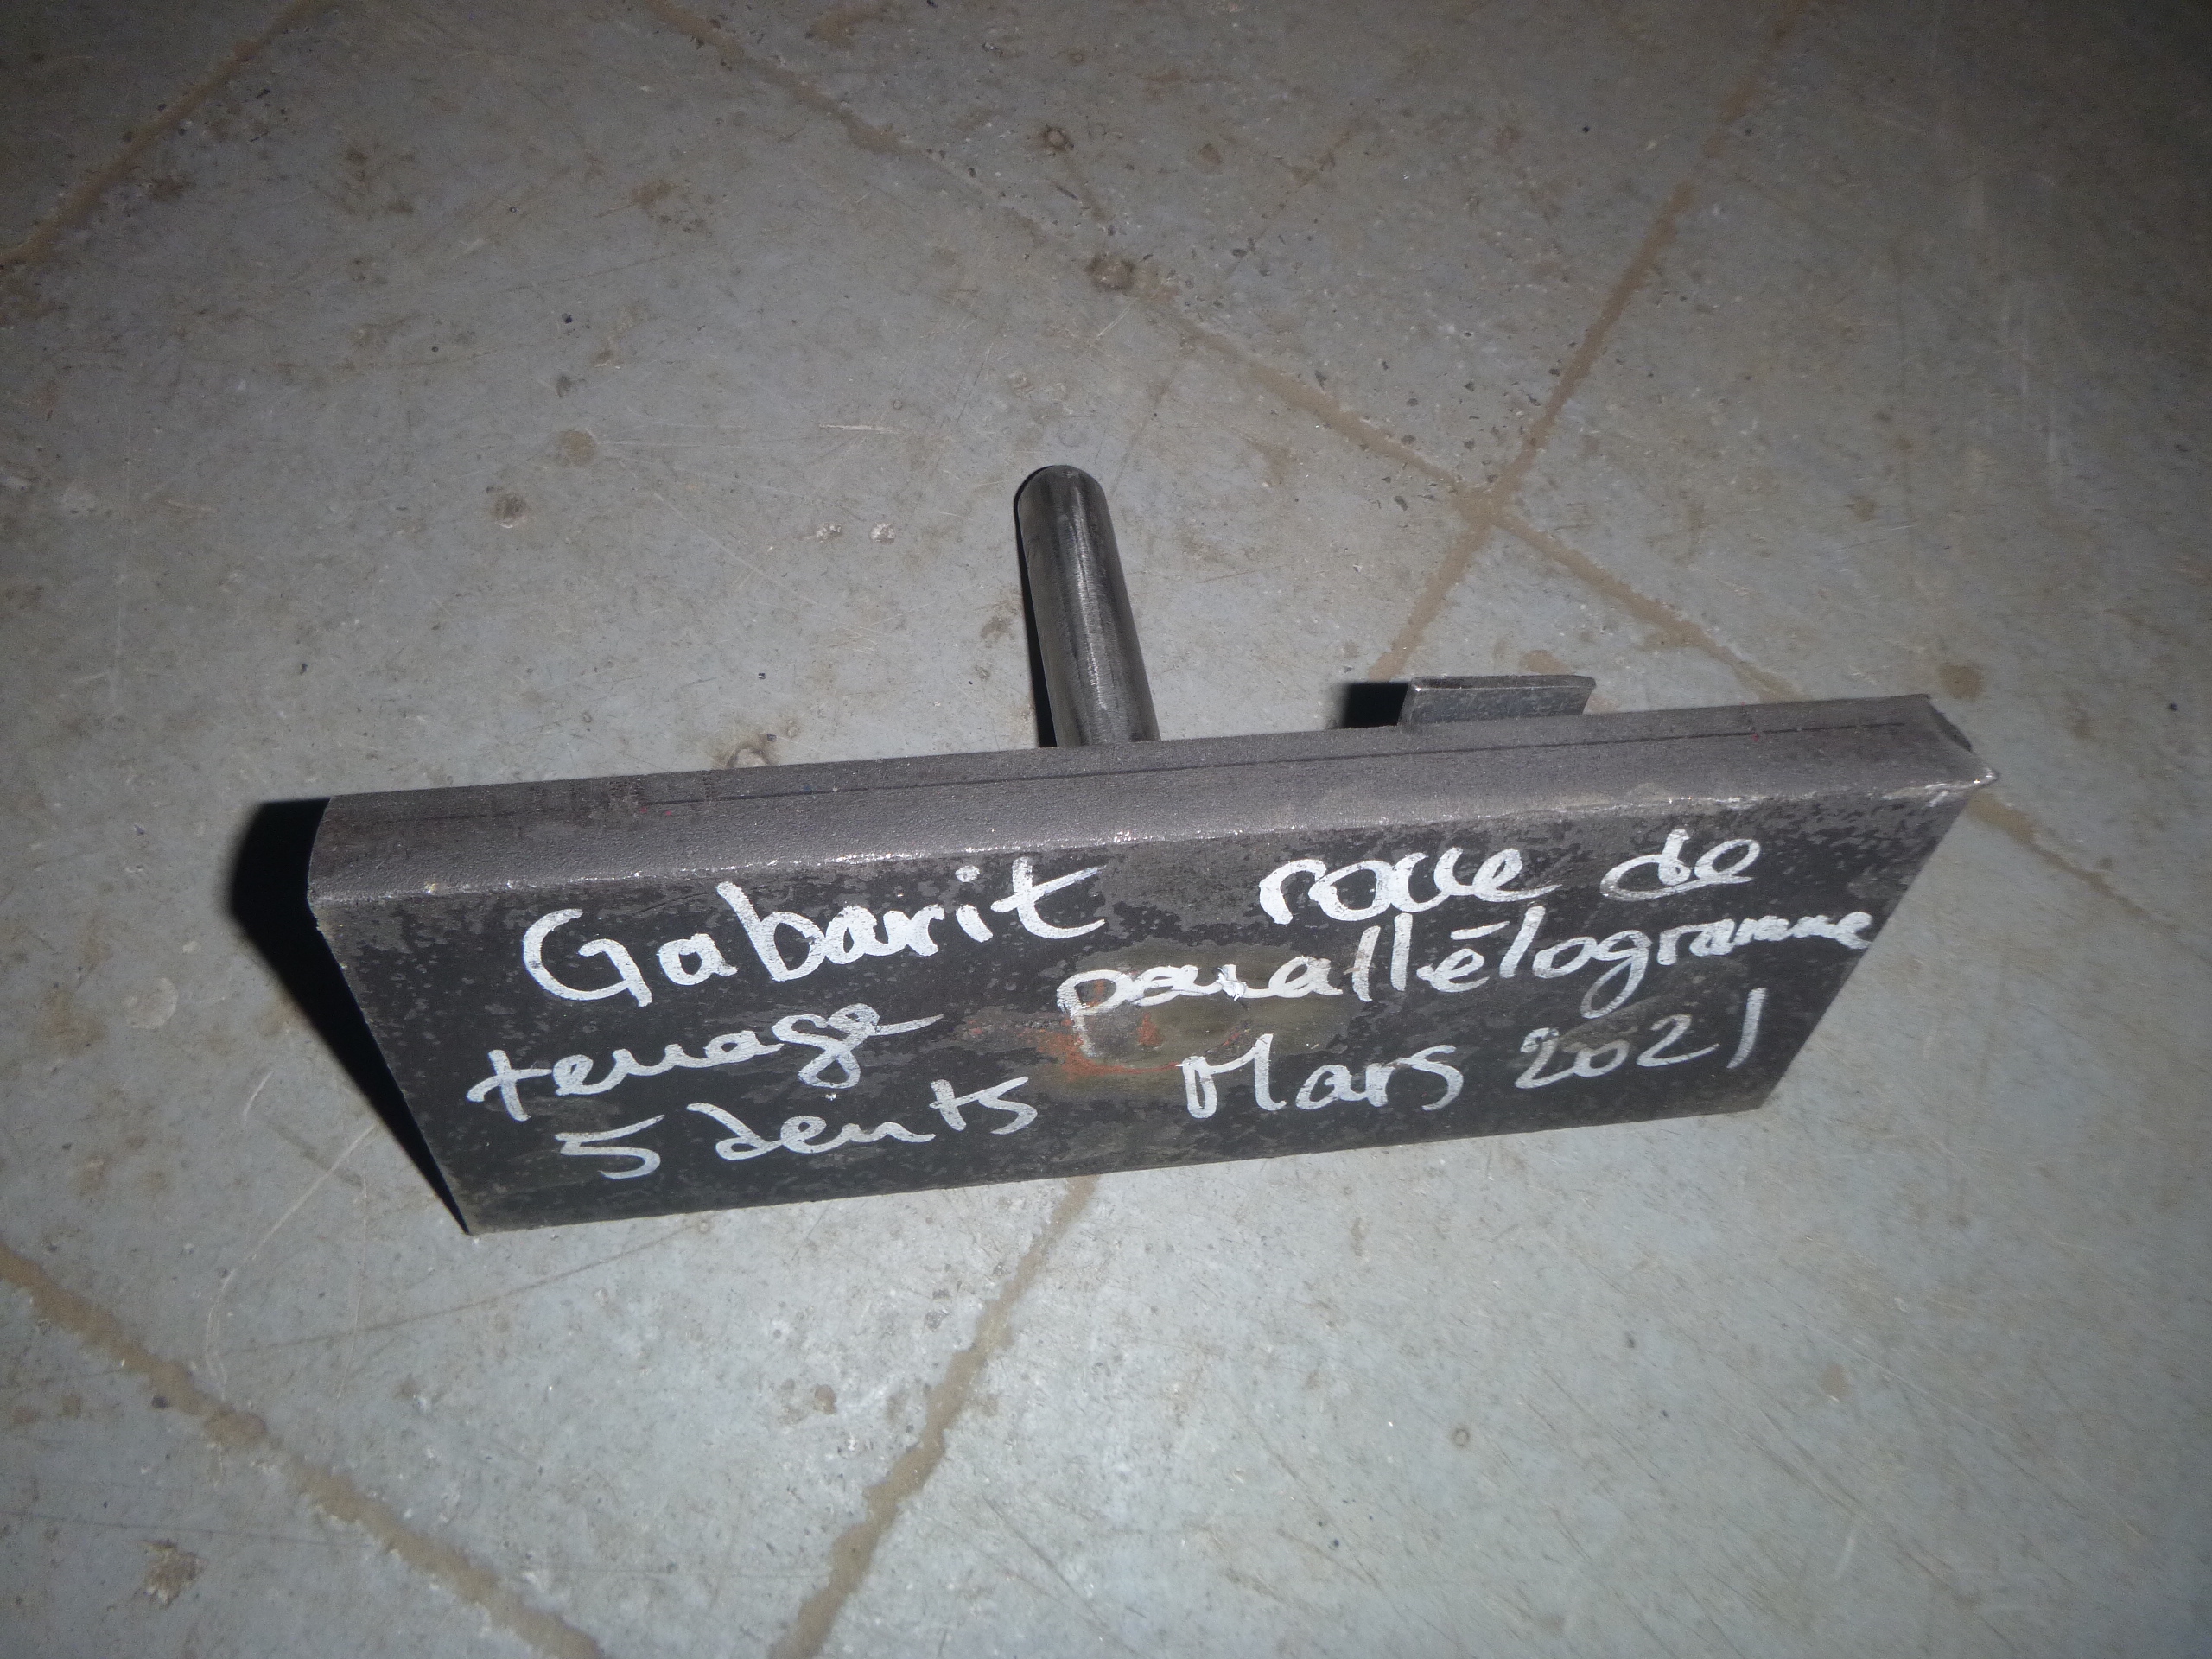 Gabarit roue de
terrage parallélogramme
5 dents Mars 2021